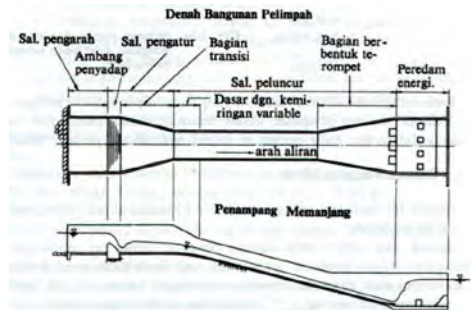 Denah Bangunan Pelimpah
Sal. pengarah
Sal. pengatur
Ambang
penyadap
Bagian
transisi
Bagian ber-
bentuk te-
rompet
Peredam
energi.
Sal. peluncur
Dasar dgn. kemi-
ringan variable
arah aliran
Penampang Memanjang